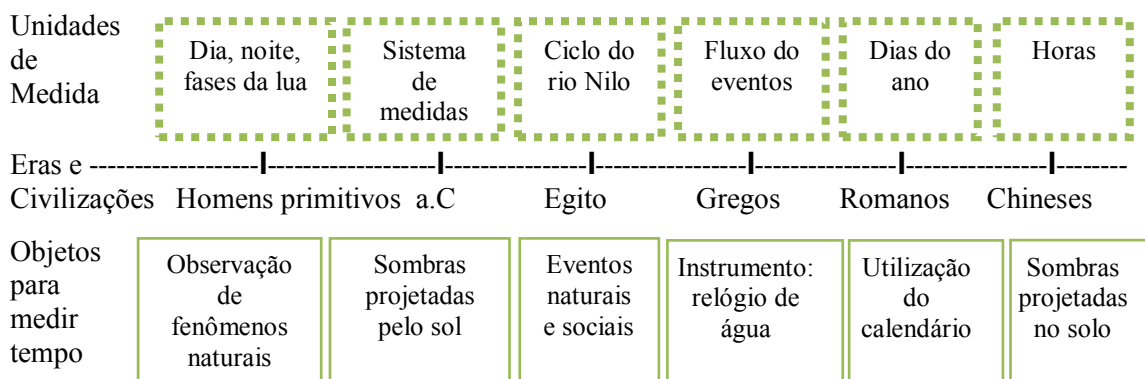 Unidades
de
Medida
Dia, noite,
fases da lua
Sistema
de
medidas
Ciclo do
rio Nilo
Fluxo do
eventos
Dias do
ano
Horas
Eras e
Civilizações Homens primitivos a.C Egito Gregos Romanos Chineses
Objetos
para
medir
tempo
Observação
de
fenômenos
naturais
Sombras
projetadas
pelo sol
Eventos
naturais
e sociais
Instrumento:
relógio de
água
Utilização
do
calendário
Sombras
projetadas
no solo